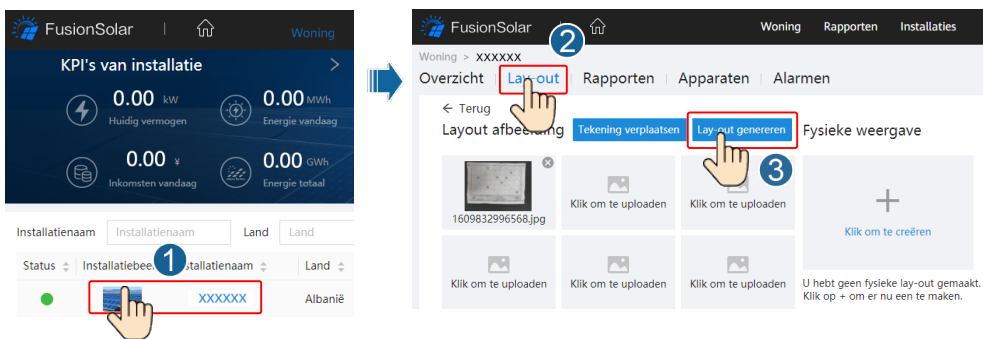 FusionSolar
Woning
KPI's van installatie >
0.00 kW
Huidig vermogen
0.00 MWh
Energie vandaag
0.00 ¥
Inkomsten vandaag
0.00 GWh
Energie totaal
Installatienaam Installatienaam Land Land
Status 1 Land
XXXXXX Albanië
FusionSolar 2 Woning Rapporten Installaties
Woning > XXXXXX
Overzicht Lay-out Rapporten Apparaten Alarmen
← Terug
Layout afbeelding Tekening verplaatsen Lay-out genereren Fysieke weergave
3
1609832996568.jpg
Klik om te uploaden
Klik om te uploaden
+
Klik om te creëren
Klik om te uploaden
Klik om te uploaden
Klik om te uploaden
U hebt geen fysieke lay-out gemaakt.
Klik op + om er nu een te maken.